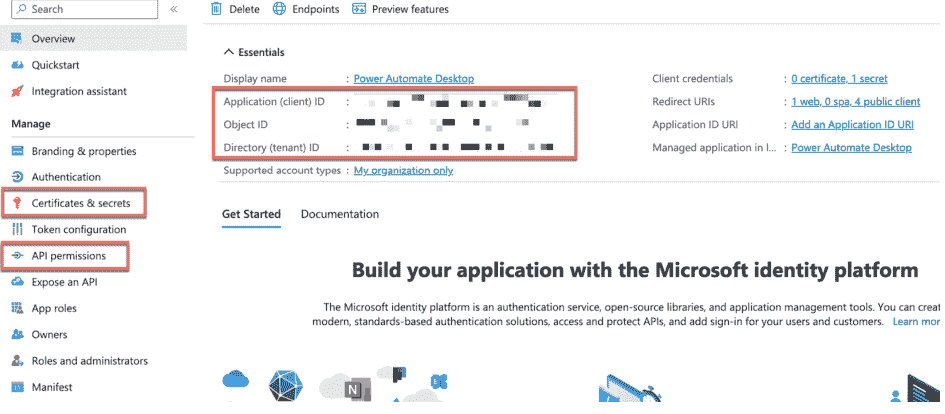 Search
«
Overview
Quickstart
Integration assistant
Manage
Branding & properties
Authentication
Certificates & secrets
Token configuration
API permissions
Expose an API
App roles
Owners
Roles and administrators
Manifest
Delete Endpoints Preview features
Essentials
Display name : Power Automate Desktop
Application (client) ID :
Object ID :
Directory (tenant) ID :
Supported account types : My organization only
Client credentials : 0 certificate, 1 secret
Redirect URIs : 1 web, 0 spa, 4 public client
Application ID URI : Add an Application ID URI
Managed application in l... : Power Automate Desktop
Get Started Documentation
Build your application with the Microsoft identity platform
The Microsoft identity platform is an authentication service, open-source libraries, and application management tools. You can creat
modern, standards-based authentication solutions, access and protect APIs, and add sign-in for your users and customers. Learn mor
N